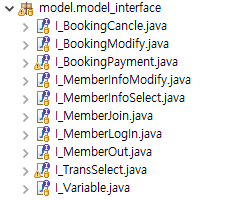 model.model_interface
I_BookingCancle.java
I_BookingModify.java
I_BookingPayment.java
I_MemberInfoModify.java
I_MemberInfoSelect.java
I_MemberJoin.java
I_MemberLogIn.java
I_MemberOut.java
I_TransSelect.java
I_Variable.java